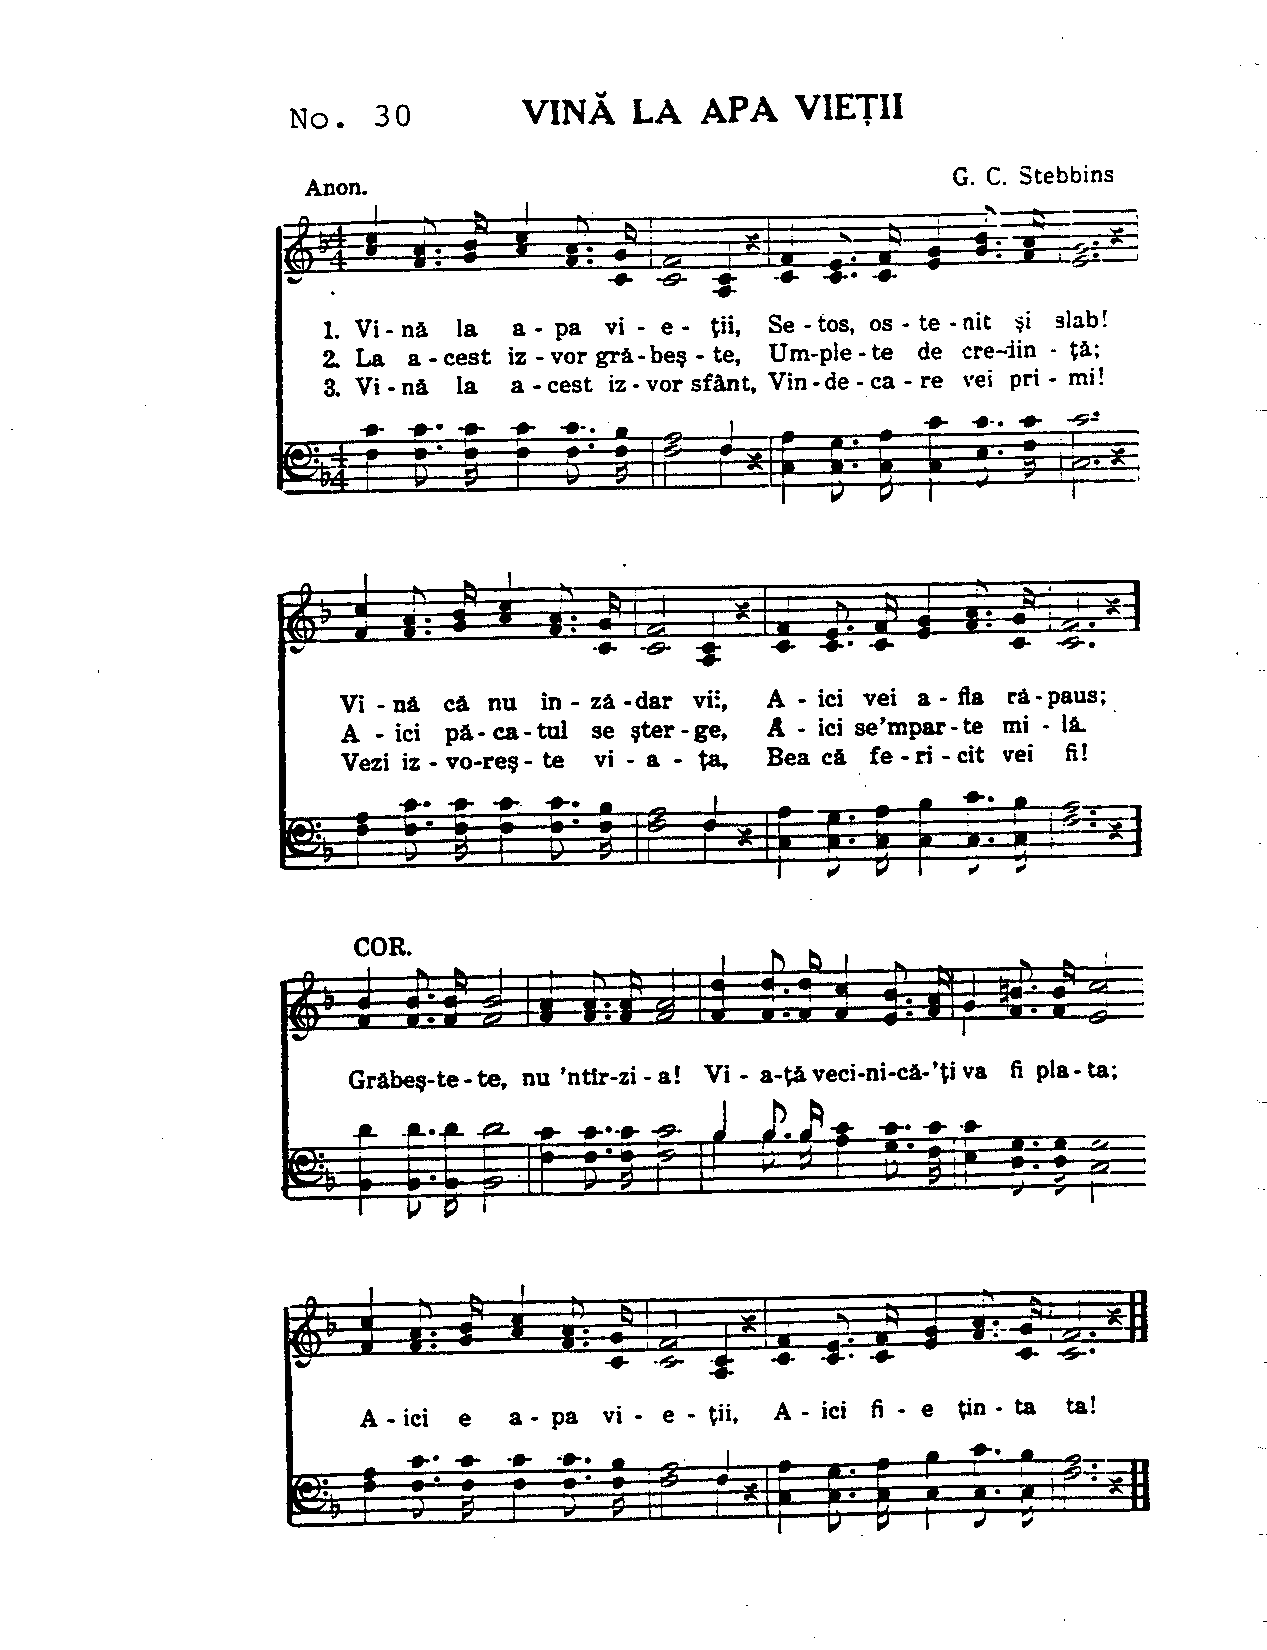 No. 30 VINĂ LA APA VIEȚII
Anon. G. C. Stebbins
1. Vi - nă la a - pa vi - e - ții, Se - tos, os - te - nit și slab!
2. La a - cest iz - vor gră - beș - te, Um - ple - te de cre - din - ță;
3. Vi - nă la a - cest iz - vor sfânt, Vin - de - ca - re vei pri - mi!
Vi - nă că nu in - ză - dar vii, A - ici vei a - fla ră - paus;
A - ici pă - ca - tul se șter - ge, A - ici se'mpar - te mi - lă.
Vezi iz - vo - reș - te vi - a - ța, Bea că fe - ri - cit vei fi!
COR.
Grăbeș - te - te, nu 'ntîr - zi - a! Vi - a - ță veci - ni - că - 'ți va fi pla - ta;
A - ici e a - pa vi - e - ții, A - ici fi - e țin - ta ta!